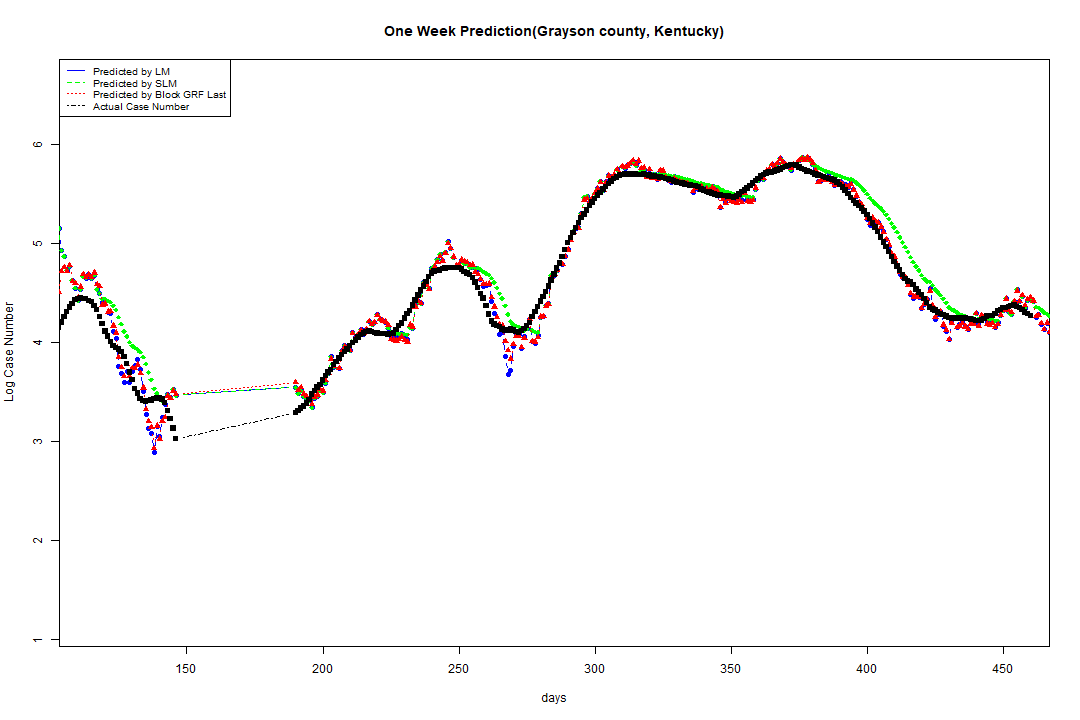 One Week Prediction(Grayson county, Kentucky)
Predicted by LM
Predicted by SLM
Predicted by Block GRF Last
Actual Case Number
Log Case Number
6
5
4
3
2
1
150 200 250 300 350 400 450
days